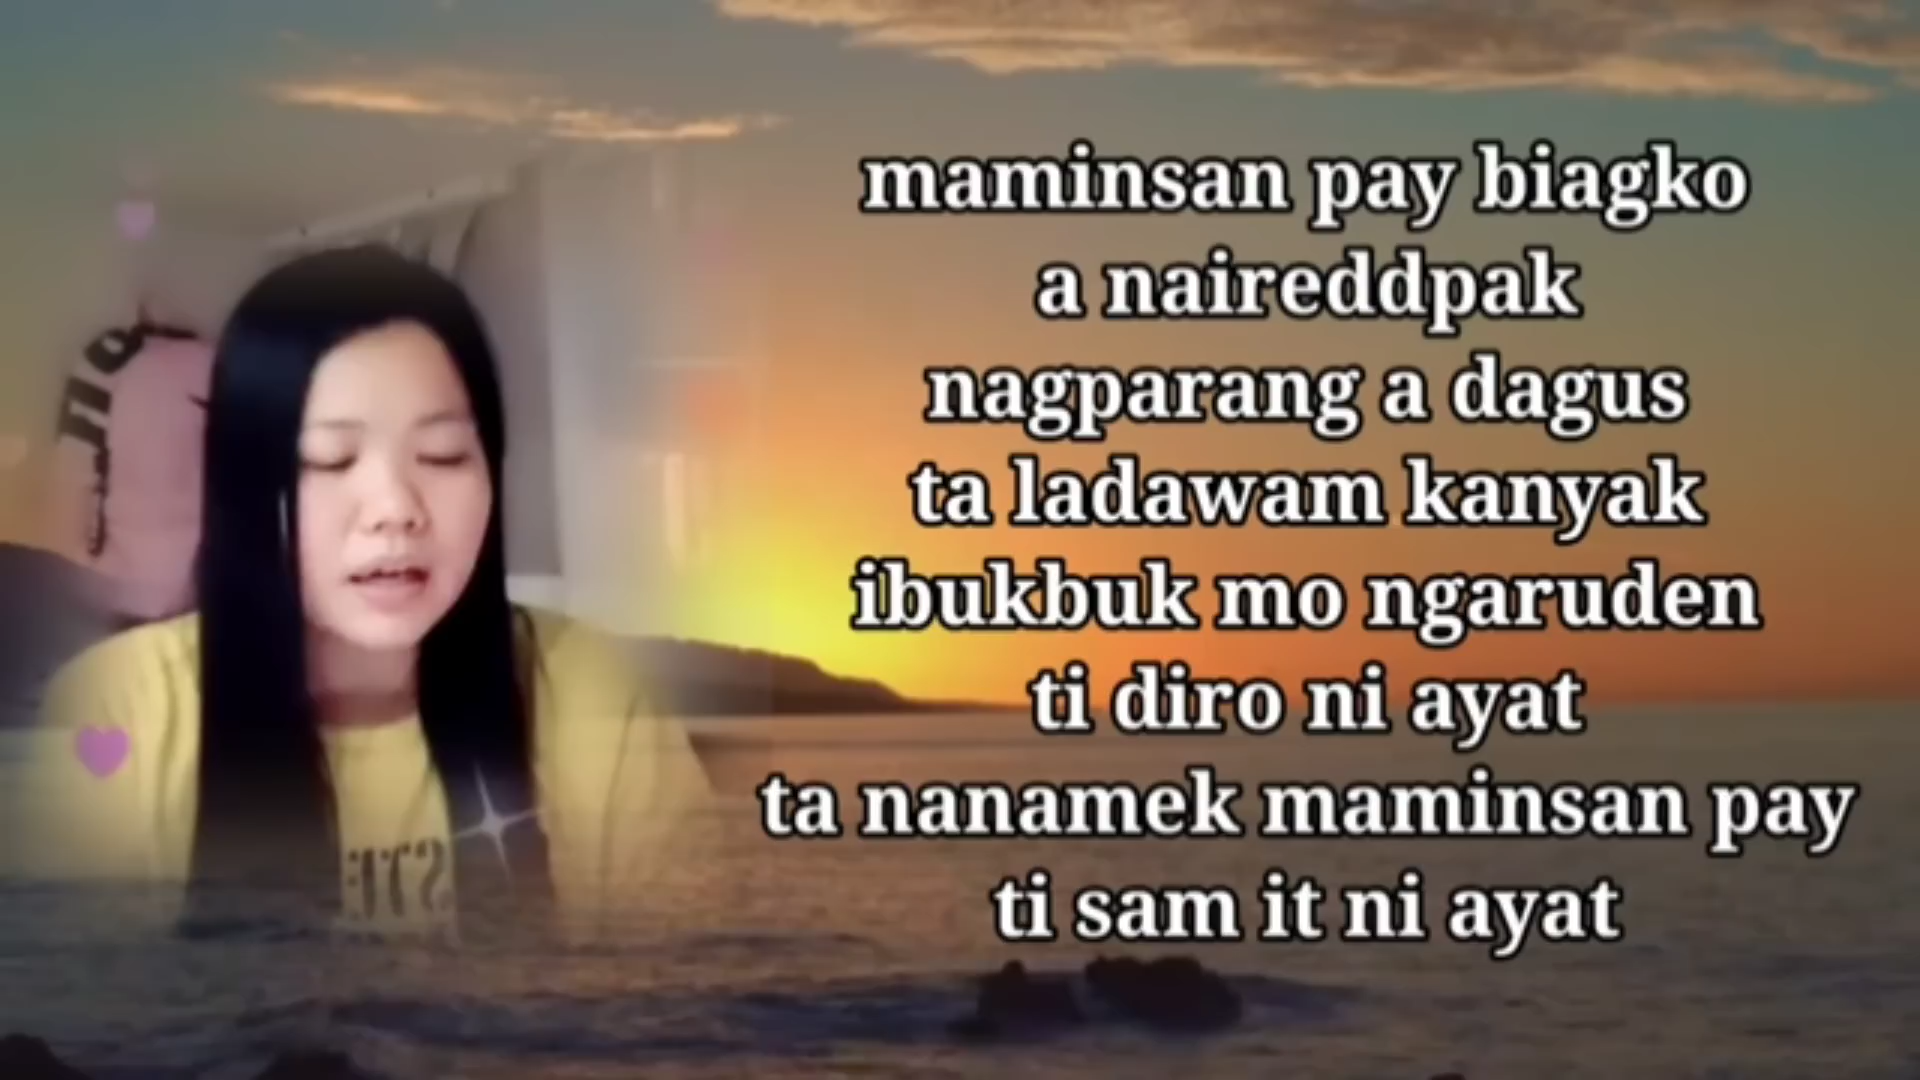 maminsan pay biagko
a naireddpak
nagparang a dagus
ta ladawam kanyak
ibukbuk mo ngaruden
ti diro ni ayat
ta nanamek maminsan pay
ti sam it ni ayat